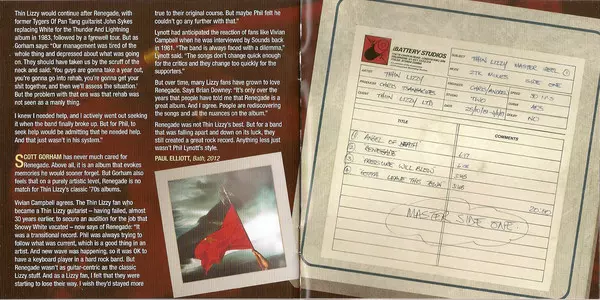 Thin Lizzy would continue after Renegade, with
former Tygers Of Pan Tang guitarist John Sykes
replacing White for the Thunder And Lightning
album in 1983, followed by a farewell tour. But as
Gorham says: "Our management was tired of the
whole thing and depressed about what was going
on. They should have taken us by the scruff of the
neck and said: 'You guys are gonna take a year out,
you're gonna go into rehab, you're gonna get your
shit together, and then we'll assess the situation.'
But the problem with that era was that rehab was
not seen as a manly thing.
I knew I needed help, and I actively went out seeking
it when the band finally broke up. But for Phil to
seek help would be admitting that he needed help.
And that just wasn't in his system."
SCOTT GORHAM has never much cared for
Renegade. Above all, it is an album that evokes
memories he would sooner forget. But Gorham also
feels that on a purely artistic level, Renegade is no
match for Thin Lizzy's classic '70s albums.
Vivian Campbell agrees. The Thin Lizzy fan who
became a Thin Lizzy guitarist – having failed, almost
30 years earlier, to secure an audition for the job that
Snowy White vacated – now says of Renegade: "It
was a transitional record. Phil was always trying to
follow what was current, which is a good thing in an
artist. And new wave was happening, so it was OK to
have a keyboard player in a hard rock band. But
Renegade wasn't as guitar-centric as the classic
Lizzy stuff. And as a Lizzy fan, I felt that they were
starting to lose their way. I wish they'd stayed more
true to their original course. But maybe Phil felt he
couldn't go any further with that."
Lynott had anticipated the reaction of fans like Vivian
Campbell when he was interviewed by Sounds back
in 1981. "The band is always faced with a dilemma,"
Lynott said. "The songs don't change quick enough
for the critics and they change too quickly for the
supporters."
But over time, many Lizzy fans have grown to love
Renegade. Says Brian Downey: "It's only over the
years that people have told me that Renegade is a
great album. And I agree. People are rediscovering
the songs and all the nuances on the album."
Renegade was not Thin Lizzy's best. But for a band
that was falling apart and down on its luck, they
still created a great rock record. Anything less just
wasn't Phil Lynott's style.
PAUL ELLIOTT, Bath, 2012
BATTERY STUDIOS
THIN LIZZY MASTER REEL ①
THIN LIZZY
SIDE ONE
CHRIS TSANGARIDES
THIN LIZZY LTD
TWO
YES
NO
TITLE
COMMENTS
① ANGEL OF DEATH
② RENEGADE
6:17
③ PRESSURE WILL BLOW
④ LEAVE THIS TOWN
MASTER SIDE ONE